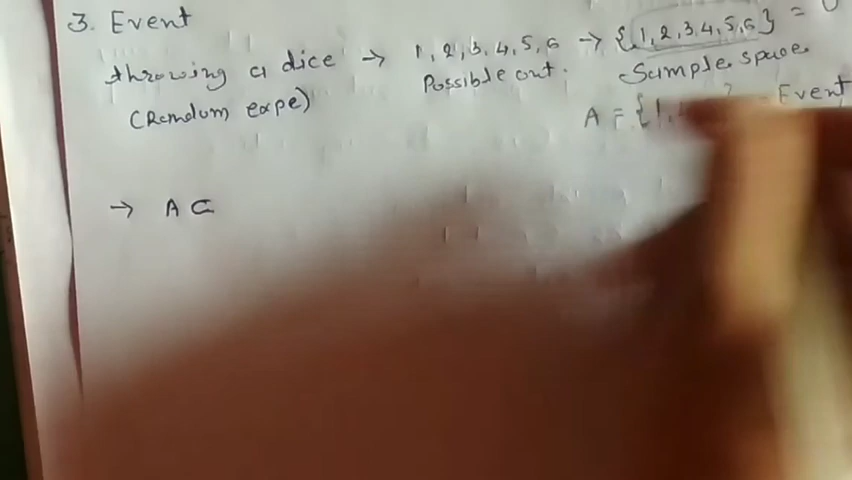 3. Event
throwing a dice → 1, 2, 3, 4, 5, 6 → {1, 2, 3, 4, 5, 6} =
(Random expe) Possible out. Sample space
A = {1, Event
→ A ⊂